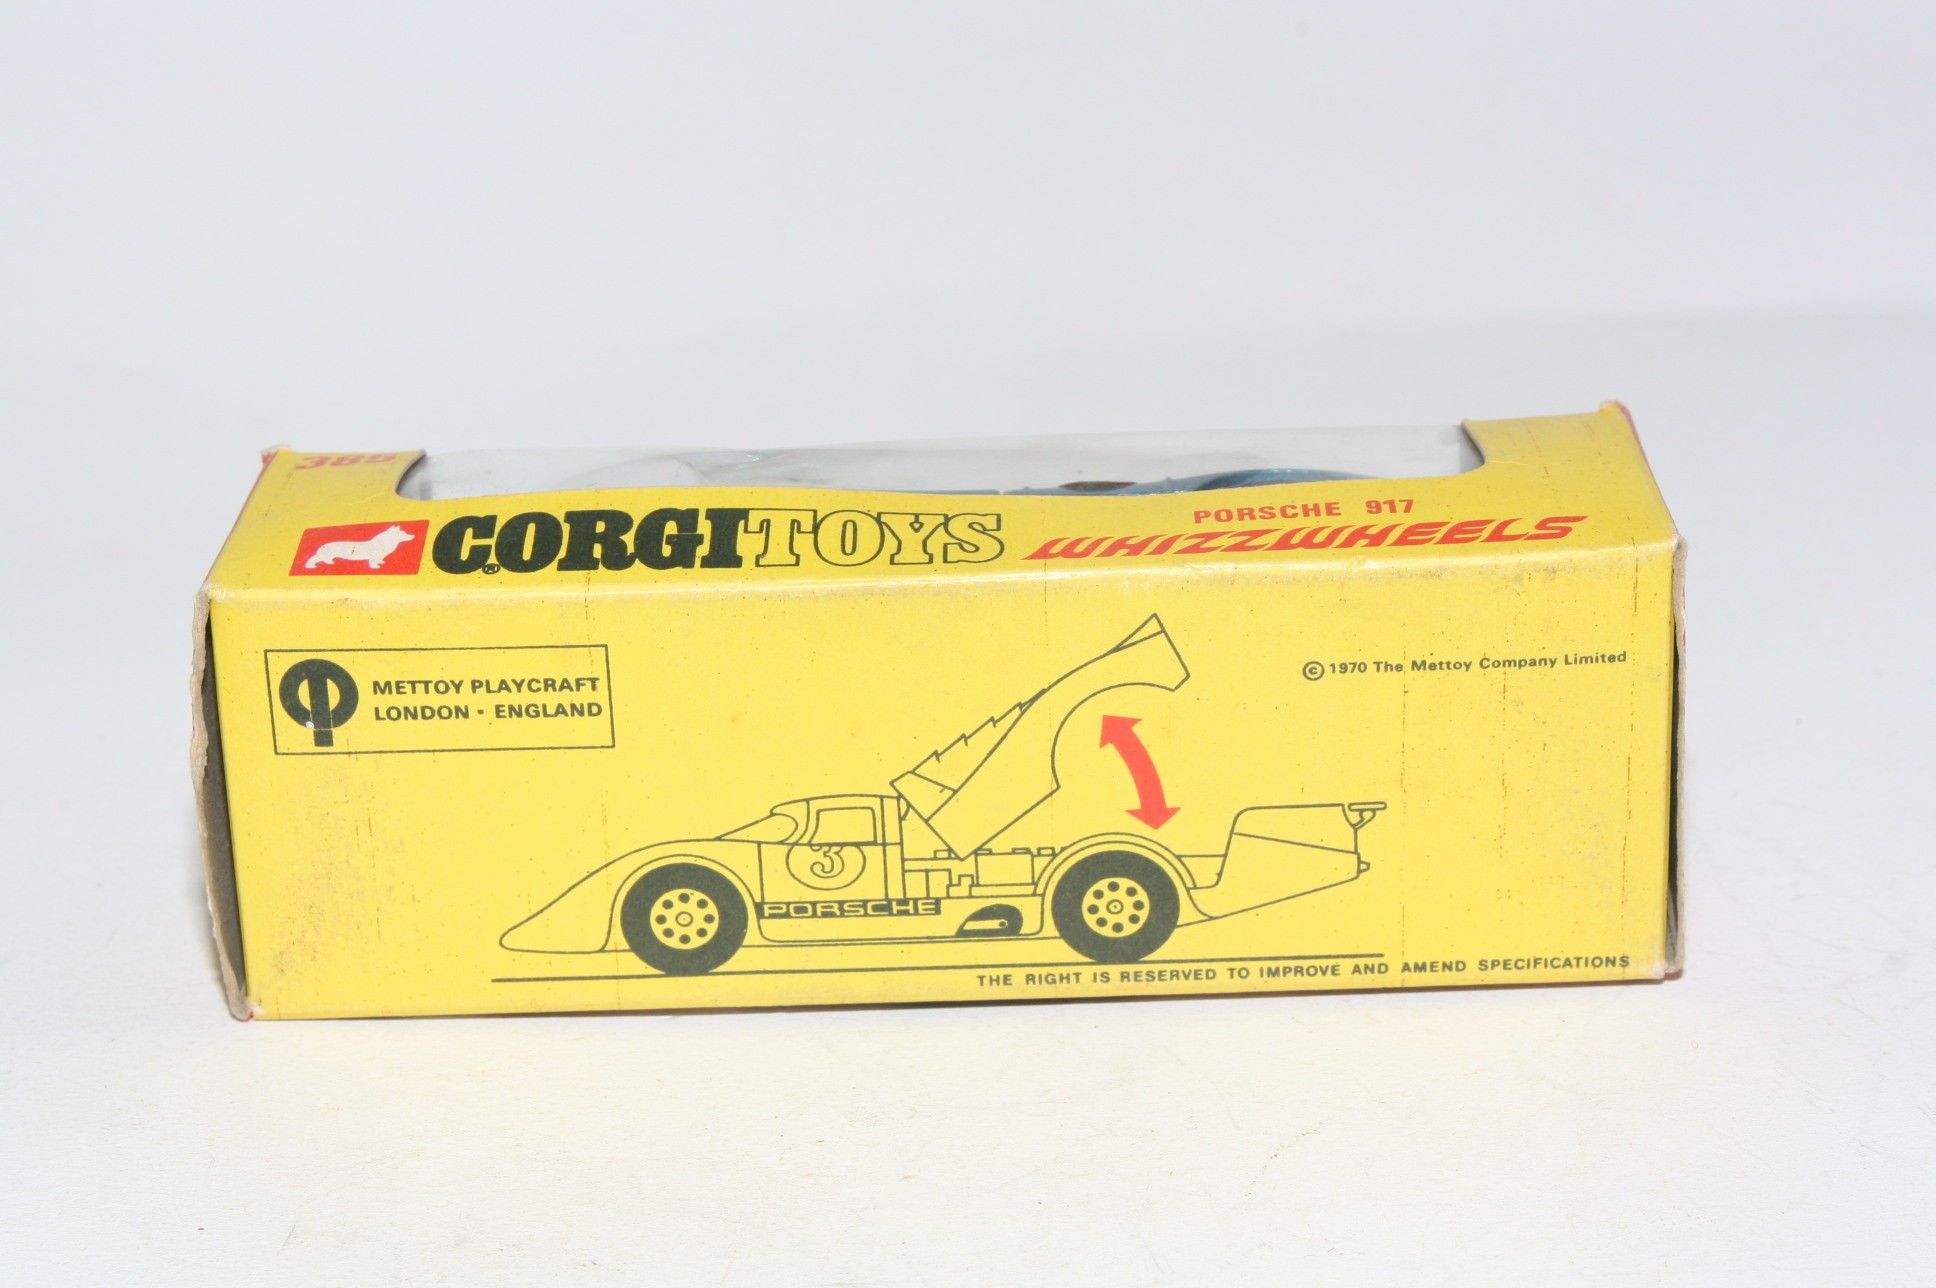 385
CORGI TOYS
PORSCHE 917
WHIZZWHEELS
METTOY PLAYCRAFT
LONDON · ENGLAND
© 1970 The Mettoy Company Limited
3
PORSCHE
THE RIGHT IS RESERVED TO IMPROVE AND AMEND SPECIFICATIONS